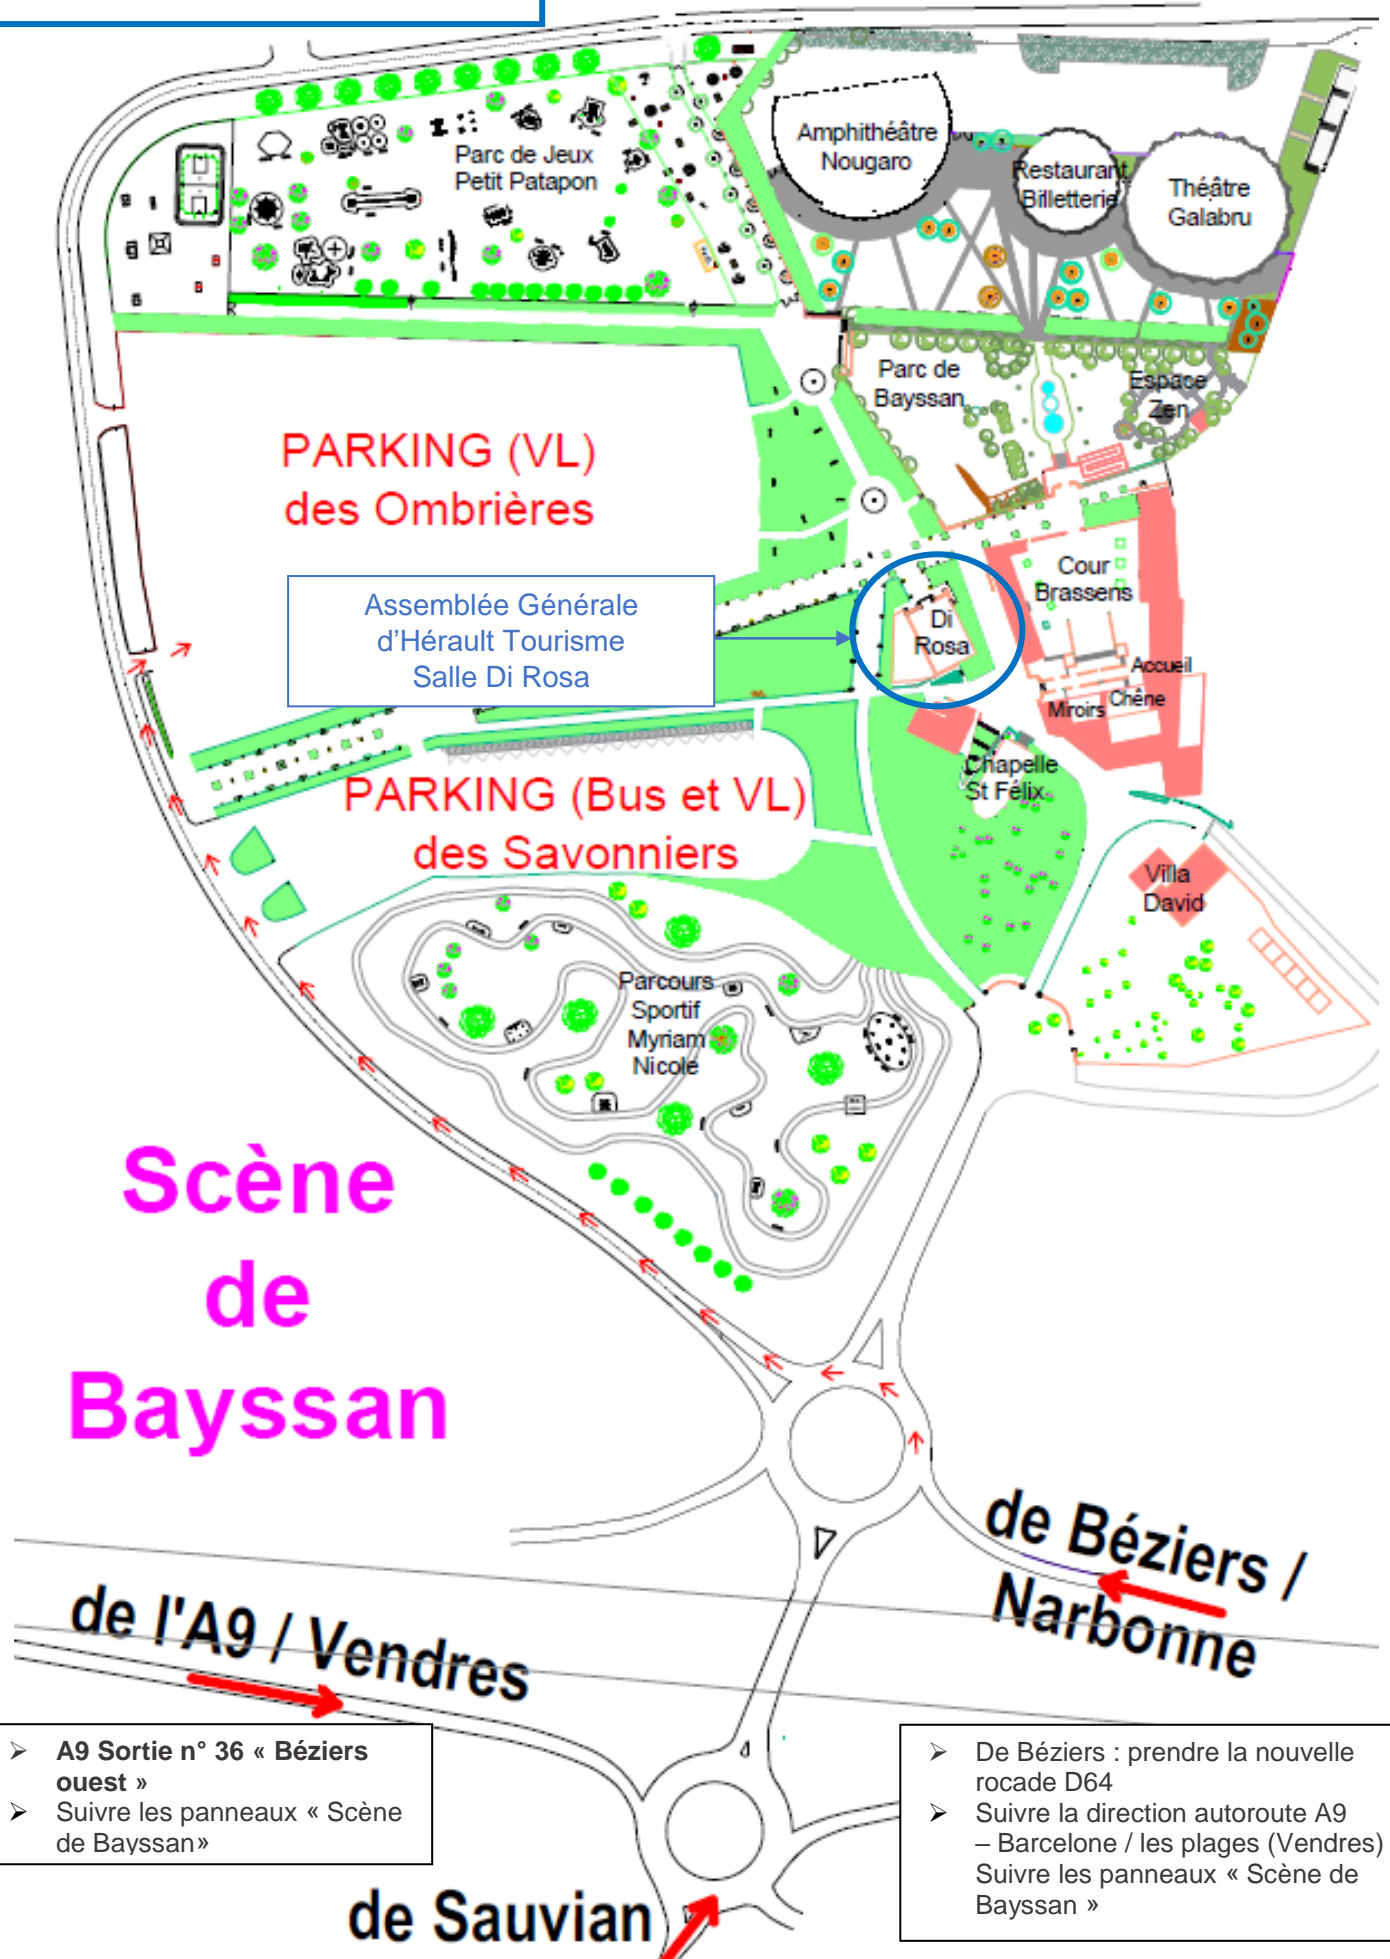 Amphithéâtre
Nougaro
Restaurant
Billetterie
Théâtre
Galabru
Parc de Jeux
Petit Patapon
Parc de
Bayssan
Espace
Zen
PARKING (VL)
des Ombrières
Assemblée Générale
d'Hérault Tourisme
Salle Di Rosa
Di
Rosa
Cour
Brassens
Accueil
Chêne
Miroirs
Chapelle
St Félix
PARKING (Bus et VL)
des Savonniers
Villa
David
Parcours
Sportif
Myriam
Nicole
Scène
de
Bayssan
de Béziers /
Narbonne
de l'A9 / Vendres
➢ A9 Sortie n° 36 « Béziers
ouest »
➢ Suivre les panneaux « Scène
de Bayssan»
➢ De Béziers : prendre la nouvelle
rocade D64
➢ Suivre la direction autoroute A9
– Barcelone / les plages (Vendres)
Suivre les panneaux « Scène de
Bayssan »
de Sauvian